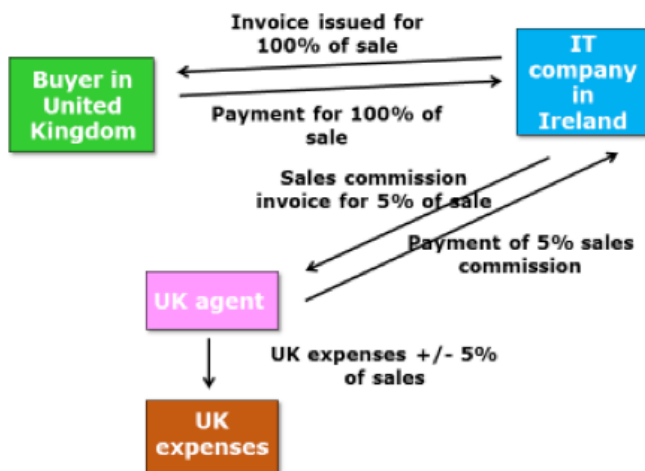 Invoice issued for
100% of sale
IT
company
in
Ireland
Buyer in
United
Kingdom
Payment for 100% of
sale
Sales commission
invoice for 5% of sale
Payment of 5% sales
commission
UK agent
UK expenses +/- 5%
of sales
UK
expenses